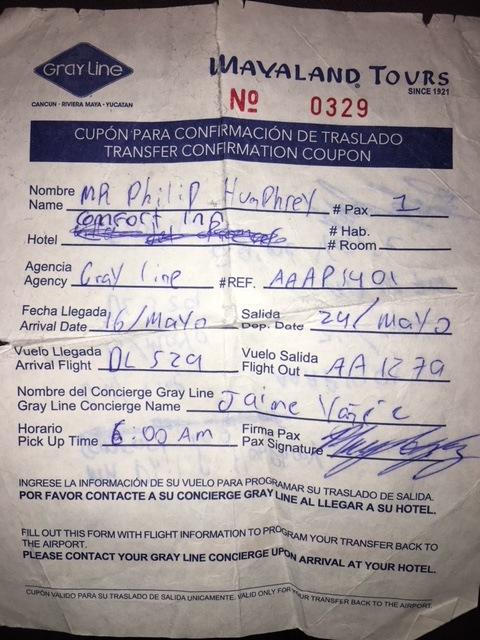 Gray Line
MAYALAND TOURS
SINCE 1921
CANCUN - RIVIERA MAYA - YUCATAN
Nº 0329
CUPÓN PARA CONFIRMACIÓN DE TRASLADO
TRANSFER CONFIRMATION COUPON
Nombre
Name MR Philip Humphrey # Pax 1
Comfort Inn
Hotel # Hab.
# Room
Agencia
Agency Gray line #REF. AAAPS401
Fecha Llegada Salida
Arrival Date 16/mayo Dep. Date 24/mayo
Vuelo Llegada Vuelo Salida
Arrival Flight DL 529 Flight Out AA 1279
Nombre del Concierge Gray Line
Gray Line Concierge Name Jaime
Horario Firma Pax
Pick Up Time 6:00 Am Pax Signature
INGRESE LA INFORMACIÓN DE SU VUELO PARA PROGRAMAR SU TRASLADO DE SALIDA.
POR FAVOR CONTACTE A SU CONCIERGE GRAY LINE AL LLEGAR A SU HOTEL.
FILL OUT THIS FORM WITH FLIGHT INFORMATION TO PROGRAM YOUR TRANSFER BACK TO
THE AIRPORT.
PLEASE CONTACT YOUR GRAY LINE CONCIERGE UPON ARRIVAL AT YOUR HOTEL.
CUPÓN VALIDO PARA SU TRASLADO DE SALIDA UNICAMENTE. VALID ONLY FOR YOUR TRANSFER BACK TO THE AIRPORT.